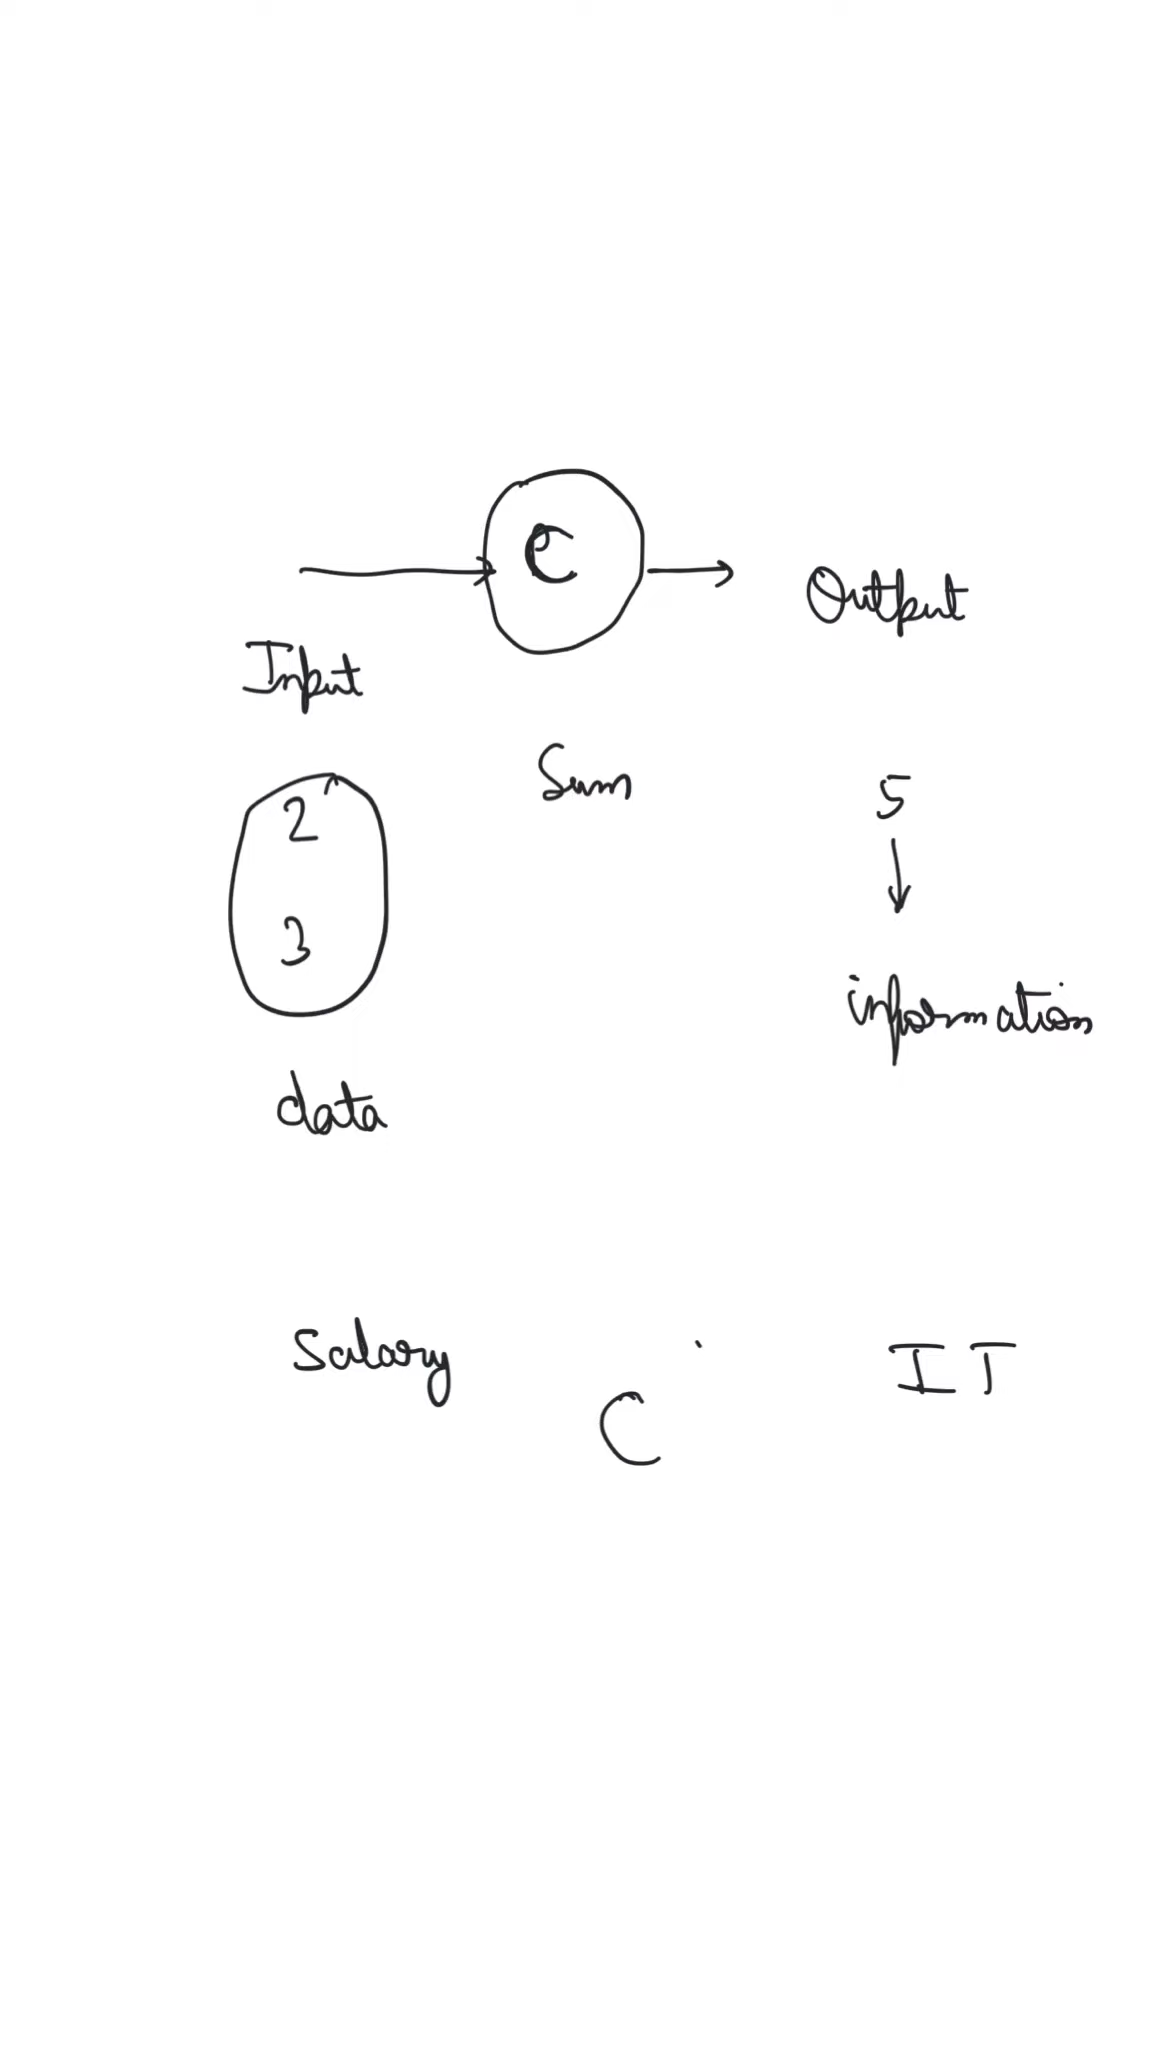 C
Output
Input
Sum
2
5
3
information
data
Salary
IT
C